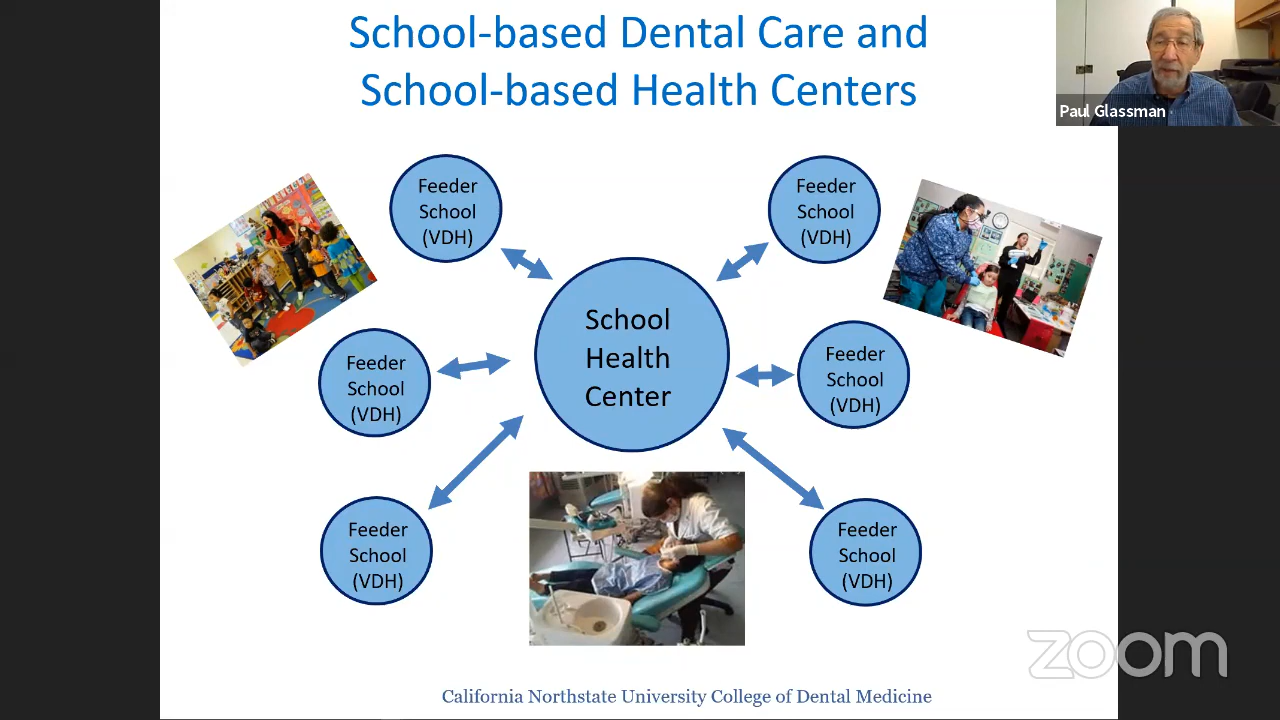 School-based Dental Care and
School-based Health Centers
Paul Glassman
Feeder
School
(VDH)
Feeder
School
(VDH)
School
Health
Center
Feeder
School
(VDH)
Feeder
School
(VDH)
Feeder
School
(VDH)
Feeder
School
(VDH)
zoom
California Northstate University College of Dental Medicine